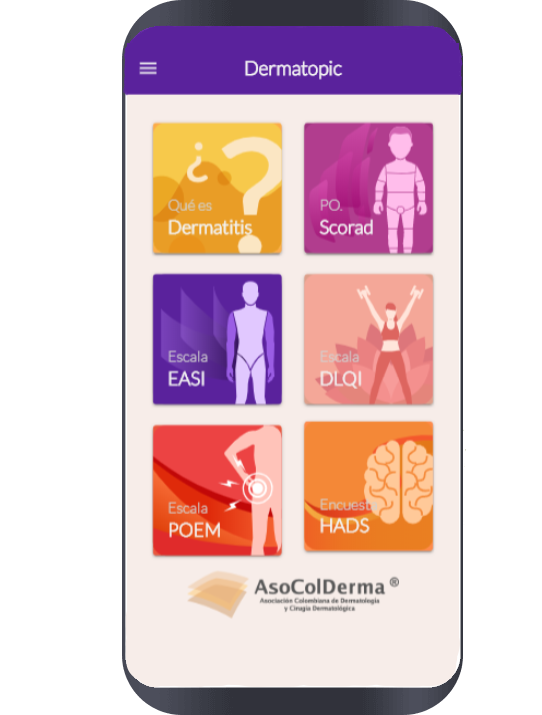 Dermatopic
Qué es
Dermatitis
PO.
Scorad
Escala
EASI
Escala
DLQI
Escala
POEM
Encuest
HADS
AsoColDerma ®
Asociación Colombiana de Dermatología
y Cirugía Dermatológica